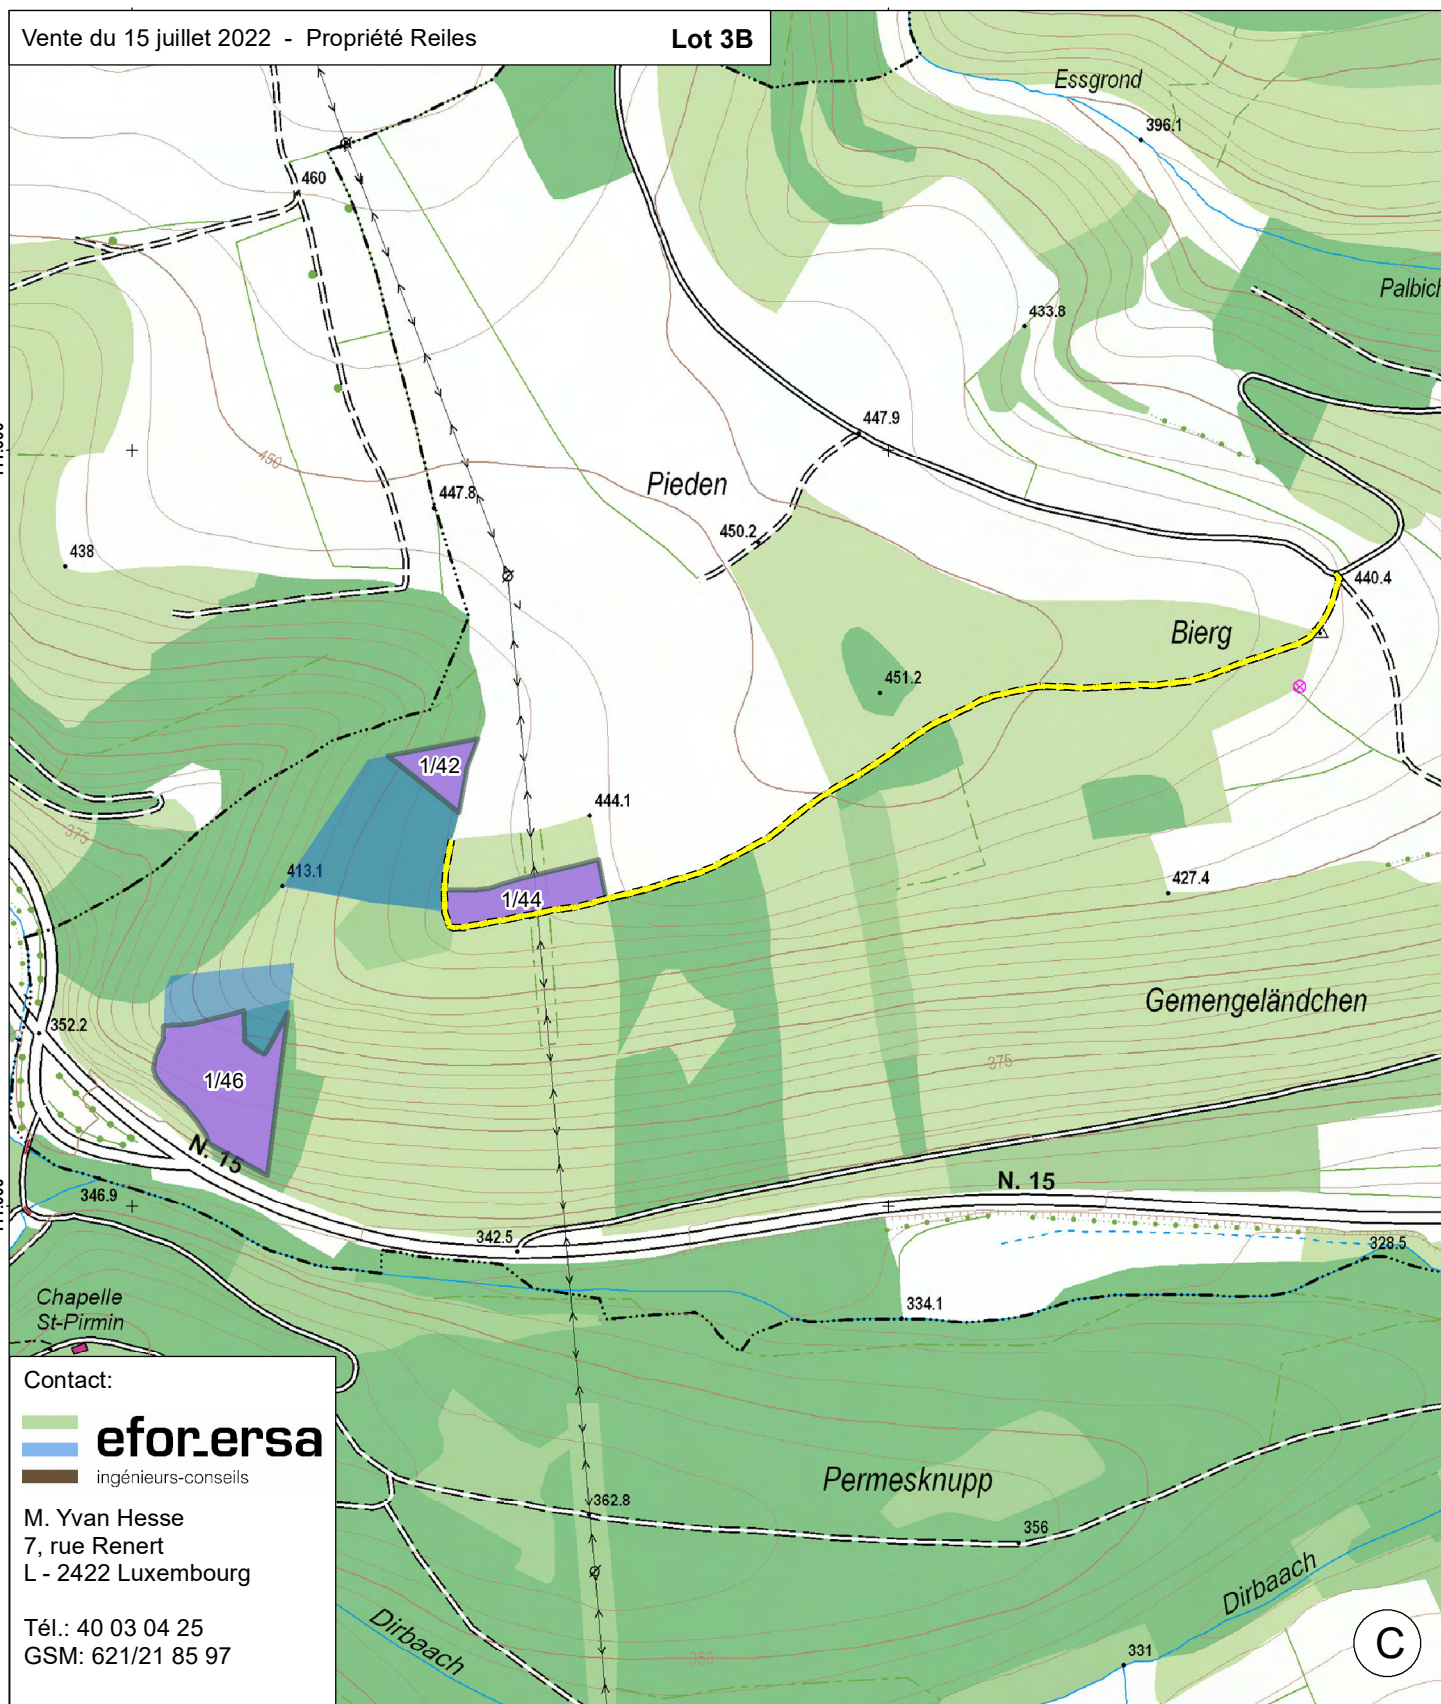 Vente du 15 juillet 2022 - Propriété Reiles
Lot 3B
Essgrond
396.1
460
Palbich
433.8
447.9
450
Pieden
447.8
450.2
438
440.4
Bierg
451.2
1/42
444.1
375
413.1
427.4
1/44
Gemengeländchen
352.2
375
1/46
N. 15
N. 15
346.9
342.5
328.5
Chapelle
St-Pirmin
334.1
Contact:
efor_ersa
ingénieurs-conseils
Permesknupp
362.8
356
M. Yvan Hesse
7, rue Renert
L - 2422 Luxembourg
Dirbaach
Dirbaach
Tél.: 40 03 04 25
GSM: 621/21 85 97
350
331
C